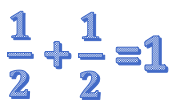 1/2 + 1/2 = 1